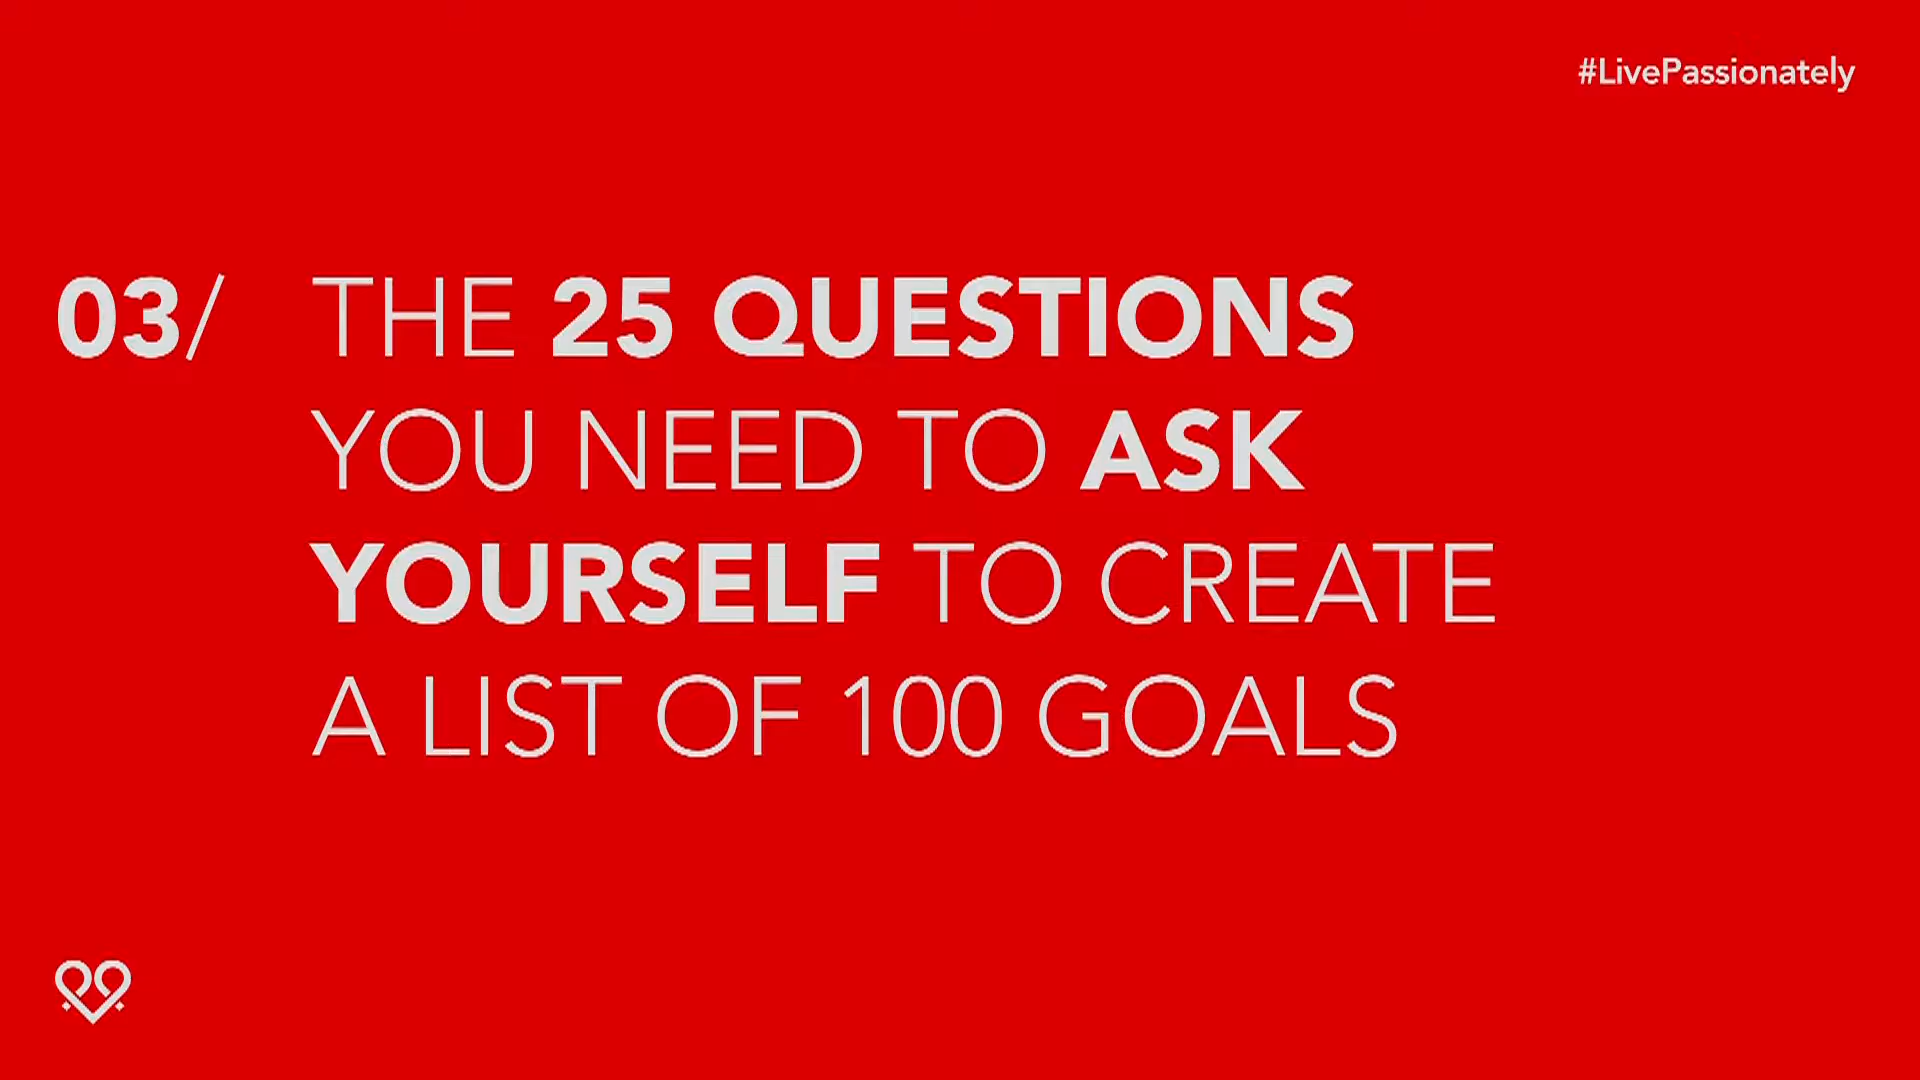 #LivePassionately
03/ THE 25 QUESTIONS
YOU NEED TO ASK
YOURSELF TO CREATE
A LIST OF 100 GOALS